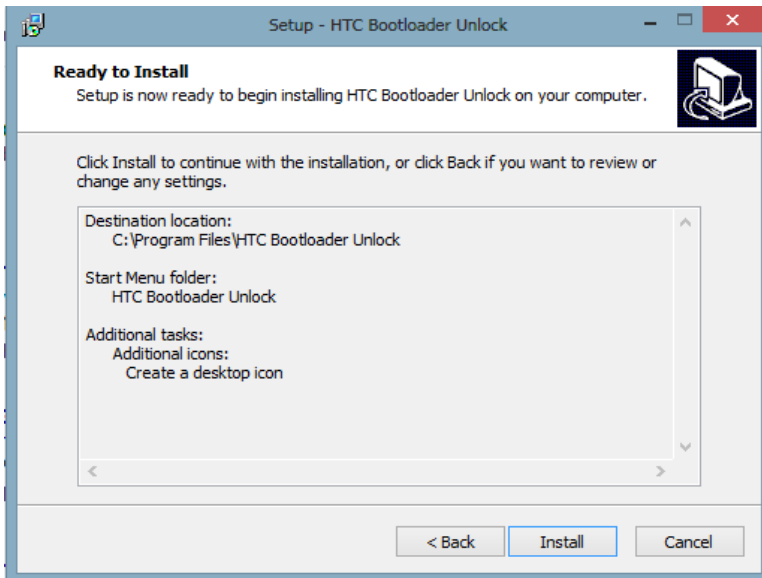 Setup - HTC Bootloader Unlock
Ready to Install
Setup is now ready to begin installing HTC Bootloader Unlock on your computer.
Click Install to continue with the installation, or click Back if you want to review or
change any settings.
Destination location:
C:\Program Files\HTC Bootloader Unlock
Start Menu folder:
HTC Bootloader Unlock
Additional tasks:
Additional icons:
Create a desktop icon
< Back
Install
Cancel